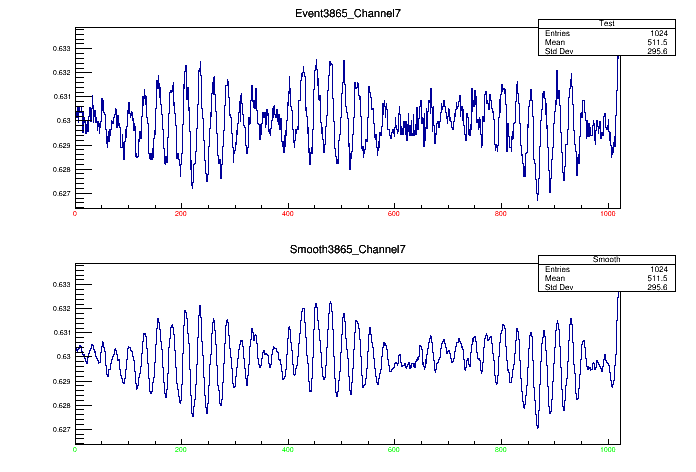 Event3865_Channel7
Test
Entries 1024
Mean 511.5
Std Dev 295.6
0.633
0.632
0.631
0.63
0.629
0.628
0.627
0 200 400 600 800 1000
Smooth3865_Channel7
Smooth
Entries 1024
Mean 511.5
Std Dev 295.6
0.633
0.632
0.631
0.63
0.629
0.628
0.627
0 200 400 600 800 1000